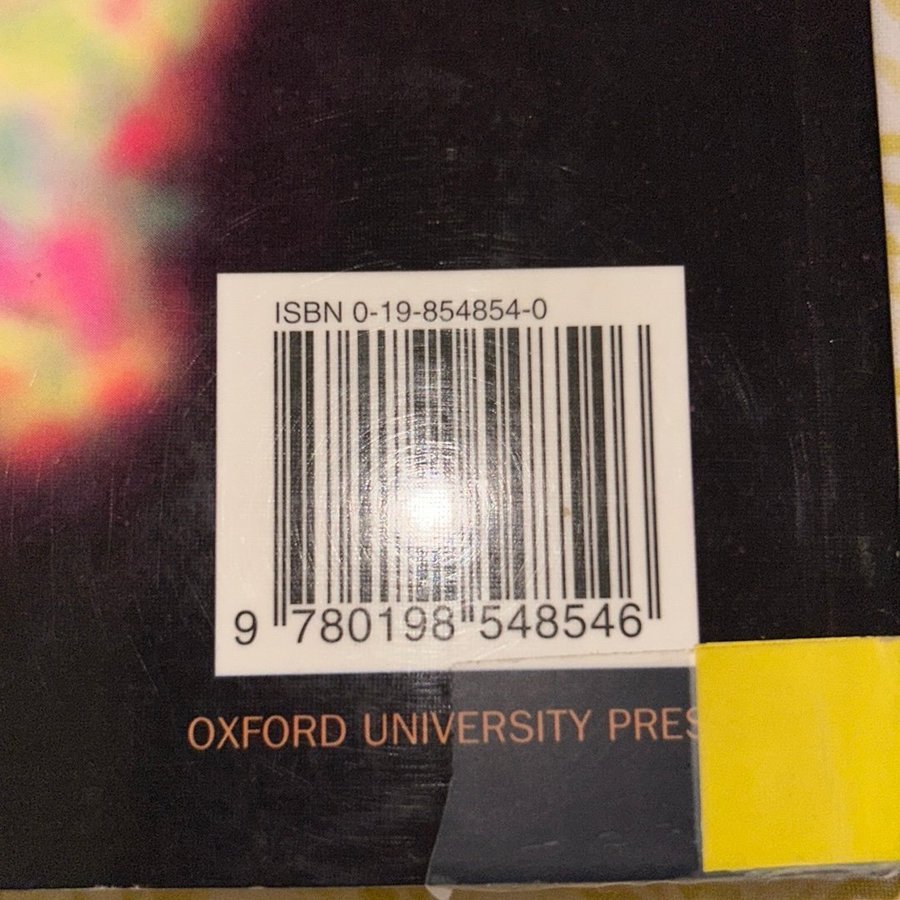 ISBN 0-19-854854-0
9 780198 548546
OXFORD UNIVERSITY PRES